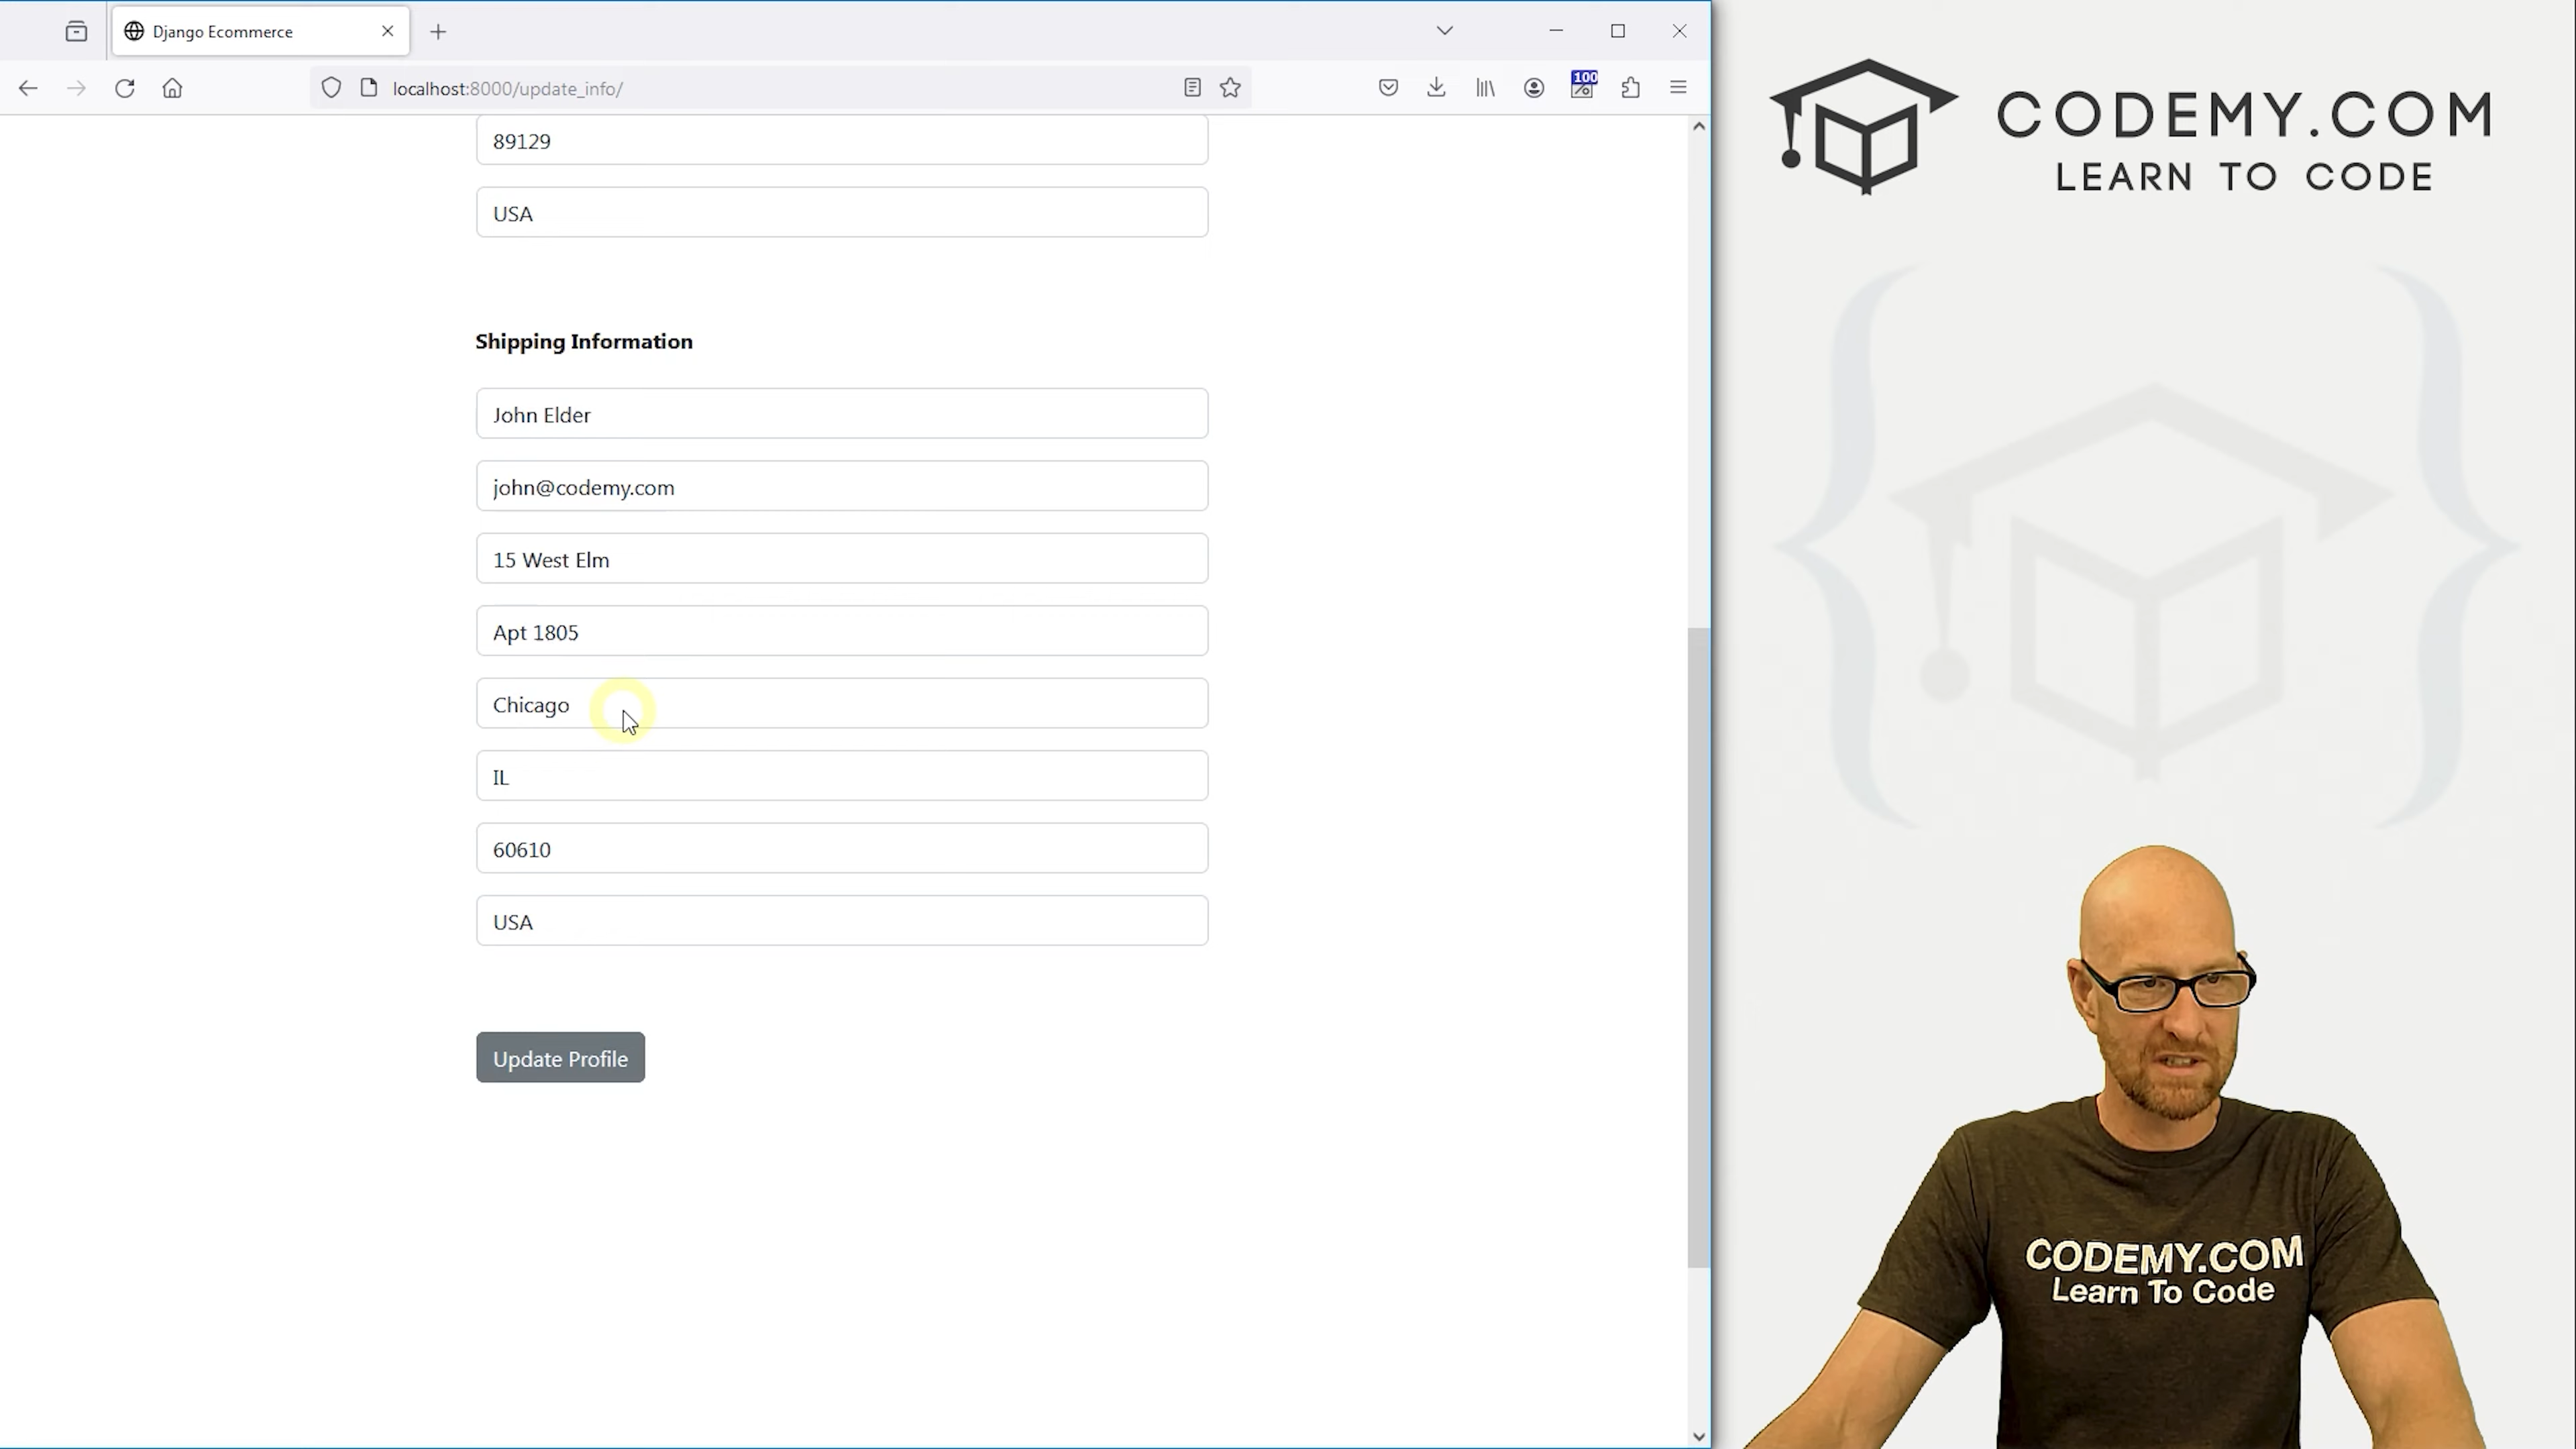 Django Ecommerce
localhost:8000/update_info/
100
89129
USA
Shipping Information
John Elder
john@codemy.com
15 West Elm
Apt 1805
Chicago
IL
60610
USA
Update Profile
CODEMY.COM
LEARN TO CODE
CODEMY.COM
Learn To Code